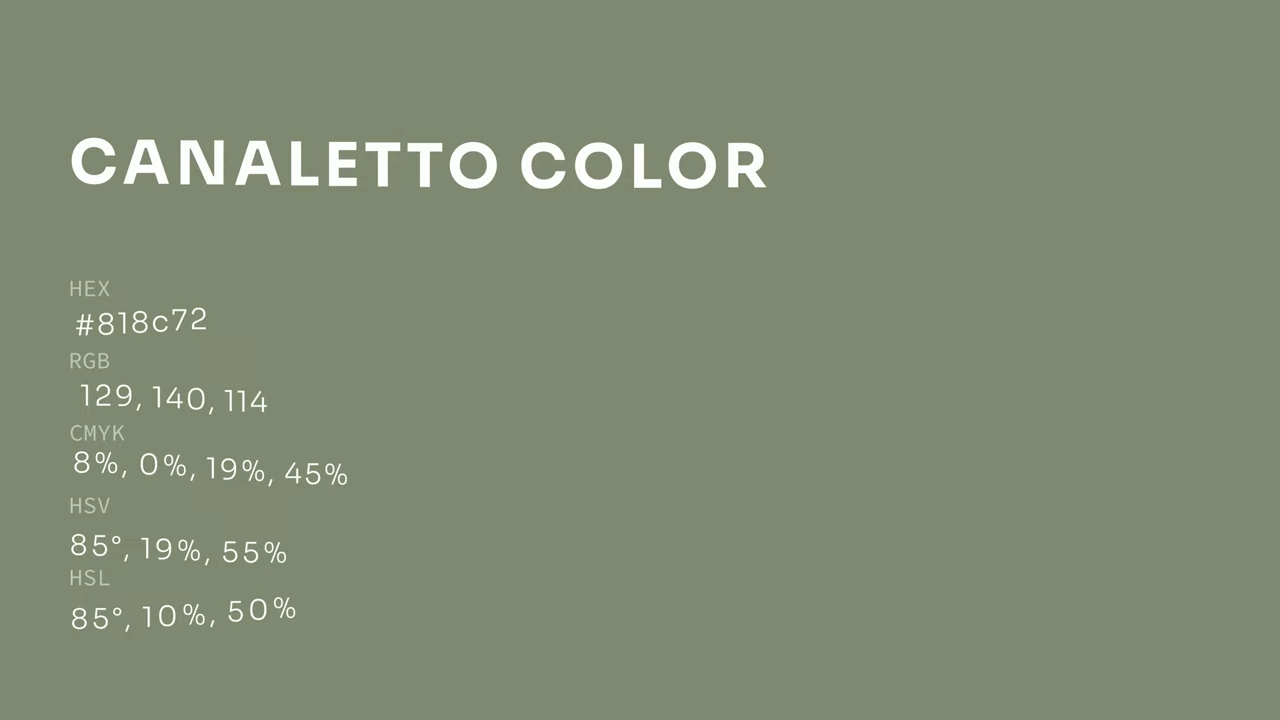 CANALETTO COLOR
HEX
#818c72
RGB
129, 140, 114
CMYK
8%, 0%, 19%, 45%
HSV
85°, 19%, 55%
HSL
85°, 10%, 50%